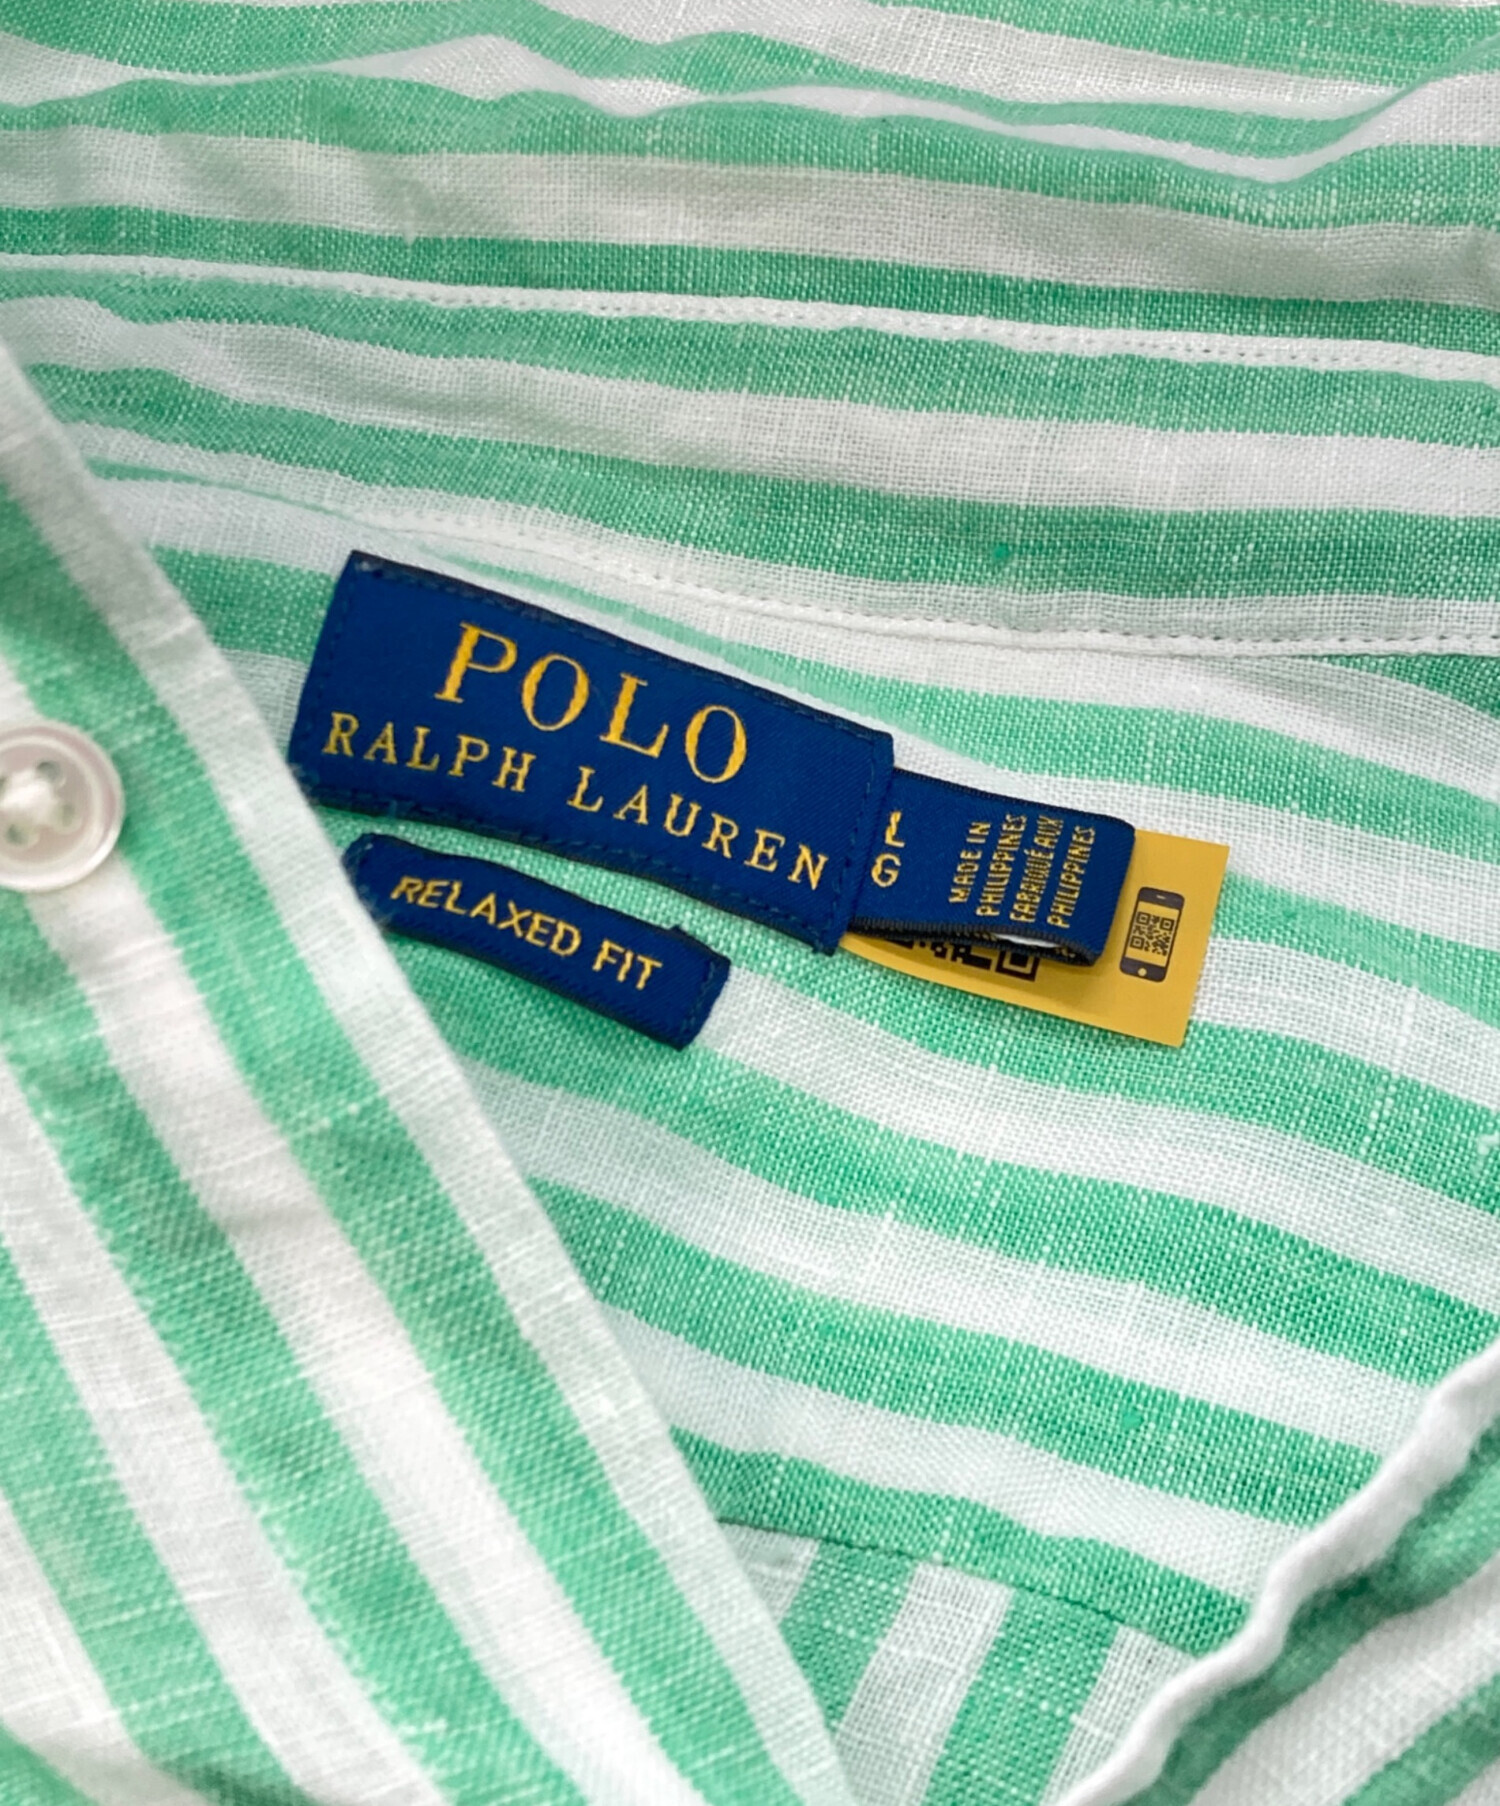 POLO
RALPH LAUREN
L
G
MADE IN
PHILIPPINES
FABRIQUÉ AUX
PHILIPPINES
RELAXED FIT